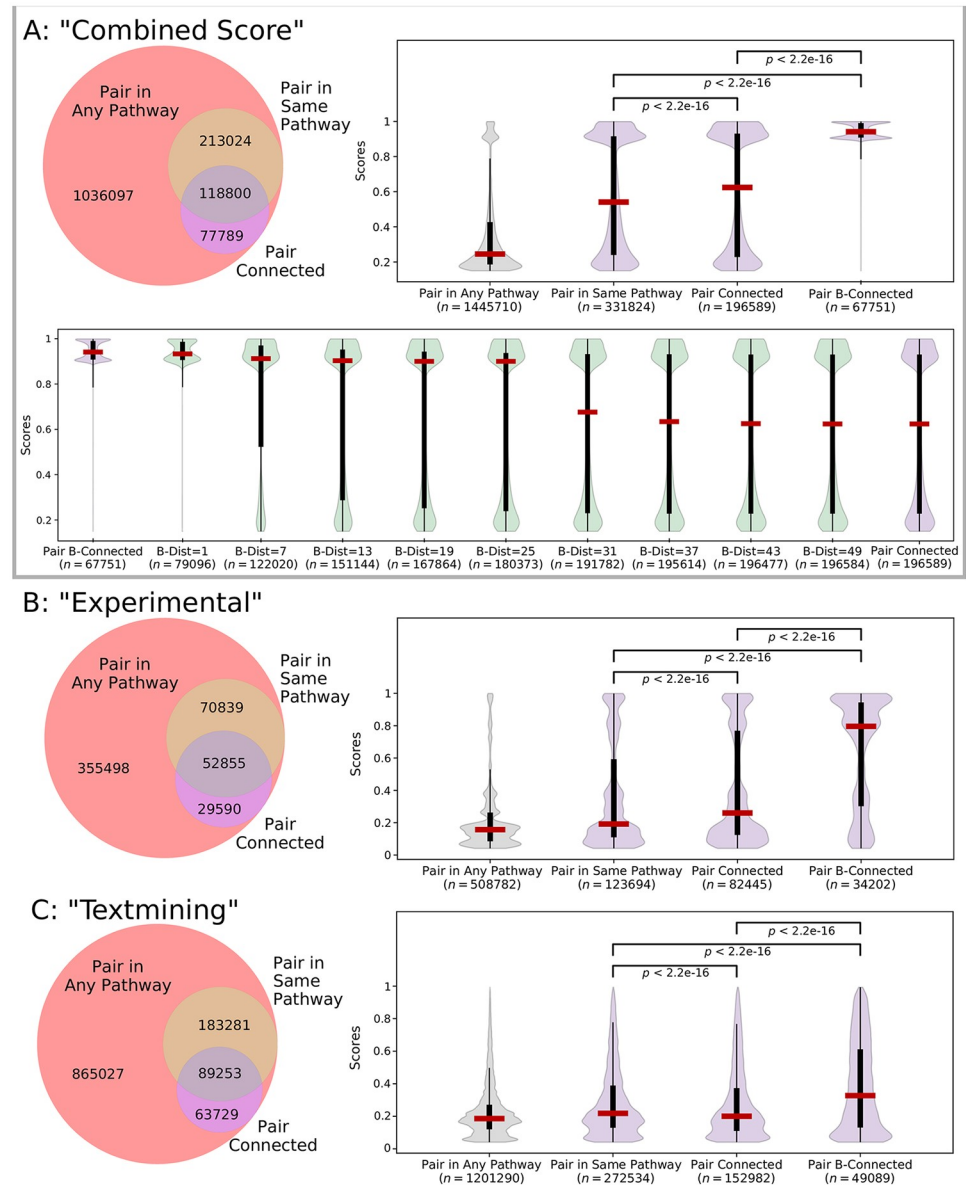 A: "Combined Score"
Pair in
Any Pathway
Pair in
Same
Pathway
213024
1036097
118800
77789
Pair
Connected
p < 2.2e-16
p < 2.2e-16
p < 2.2e-16
Scores
1
0.8
0.6
0.4
0.2
Pair in Any Pathway
(n = 1445710)
Pair in Same Pathway
(n = 331824)
Pair Connected
(n = 196589)
Pair B-Connected
(n = 67751)
Scores
1
0.8
0.6
0.4
0.2
Pair B-Connected
(n = 67751)
B-Dist=1
(n = 79096)
B-Dist=7
(n = 122020)
B-Dist=13
(n = 151144)
B-Dist=19
(n = 167864)
B-Dist=25
(n = 180373)
B-Dist=31
(n = 191782)
B-Dist=37
(n = 195614)
B-Dist=43
(n = 196477)
B-Dist=49
(n = 196584)
Pair Connected
(n = 196589)
B: "Experimental"
Pair in
Any Pathway
Pair in
Same
Pathway
70839
355498
52855
29590
Pair
Connected
p < 2.2e-16
p < 2.2e-16
p < 2.2e-16
Scores
1
0.8
0.6
0.4
0.2
0
Pair in Any Pathway
(n = 508782)
Pair in Same Pathway
(n = 123694)
Pair Connected
(n = 82445)
Pair B-Connected
(n = 34202)
C: "Textmining"
Pair in
Any Pathway
Pair in
Same
Pathway
183281
865027
89253
63729
Pair
Connected
p < 2.2e-16
p < 2.2e-16
p < 2.2e-16
Scores
1
0.8
0.6
0.4
0.2
0
Pair in Any Pathway
(n = 1201290)
Pair in Same Pathway
(n = 272534)
Pair Connected
(n = 152982)
Pair B-Connected
(n = 49089)